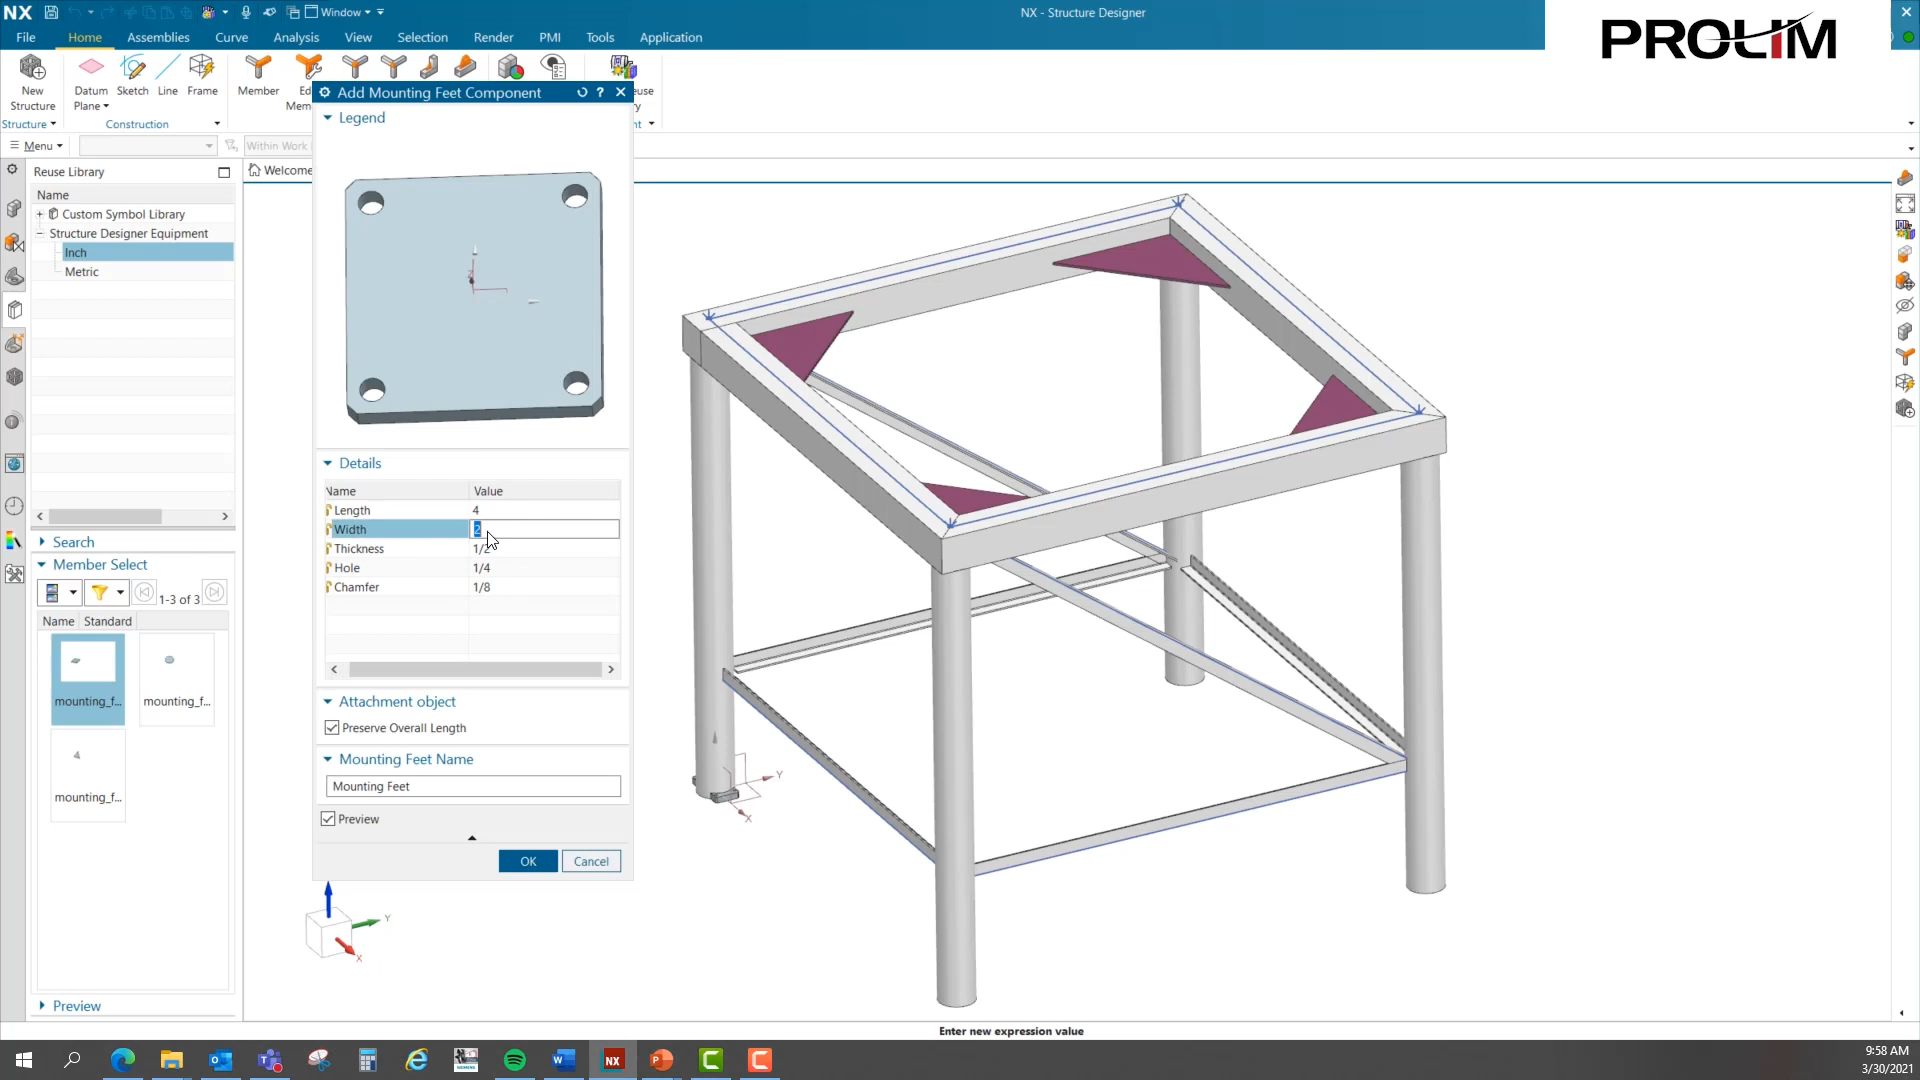 NX
Window
NX - Structure Designer
PROLIM
File
Home
Assemblies
Curve
Analysis
View
Selection
Render
PMI
Tools
Application
New
Structure
Datum
Plane
Sketch
Line
Frame
Member
Structure
Construction
Menu
Within Work
Add Mounting Feet Component
Legend
Reuse Library
Welcome
Name
Custom Symbol Library
Structure Designer Equipment
Inch
Metric
Details
Name Value
Length 4
Width 2
Thickness 1/2
Hole 1/4
Chamfer 1/8
Search
Member Select
1-3 of 3
Name Standard
mounting_f...
mounting_f...
mounting_f...
Preview
Attachment object
Preserve Overall Length
Mounting Feet Name
Mounting Feet
Preview
OK
Cancel
Y
X
Y
X
Enter new expression value
9:58 AM
3/30/2021